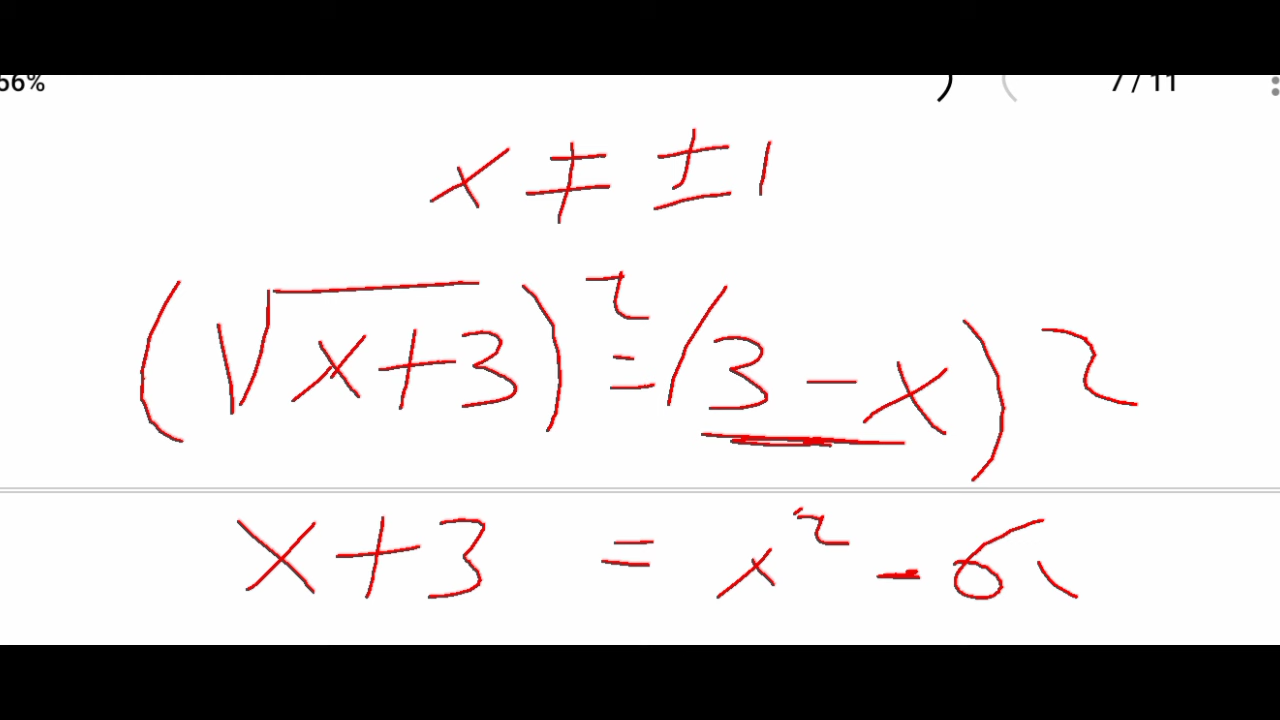 56%
7 / 11
x ≠ ±1
(√x+3)² = (3 - x)²
x + 3 = x² - 6